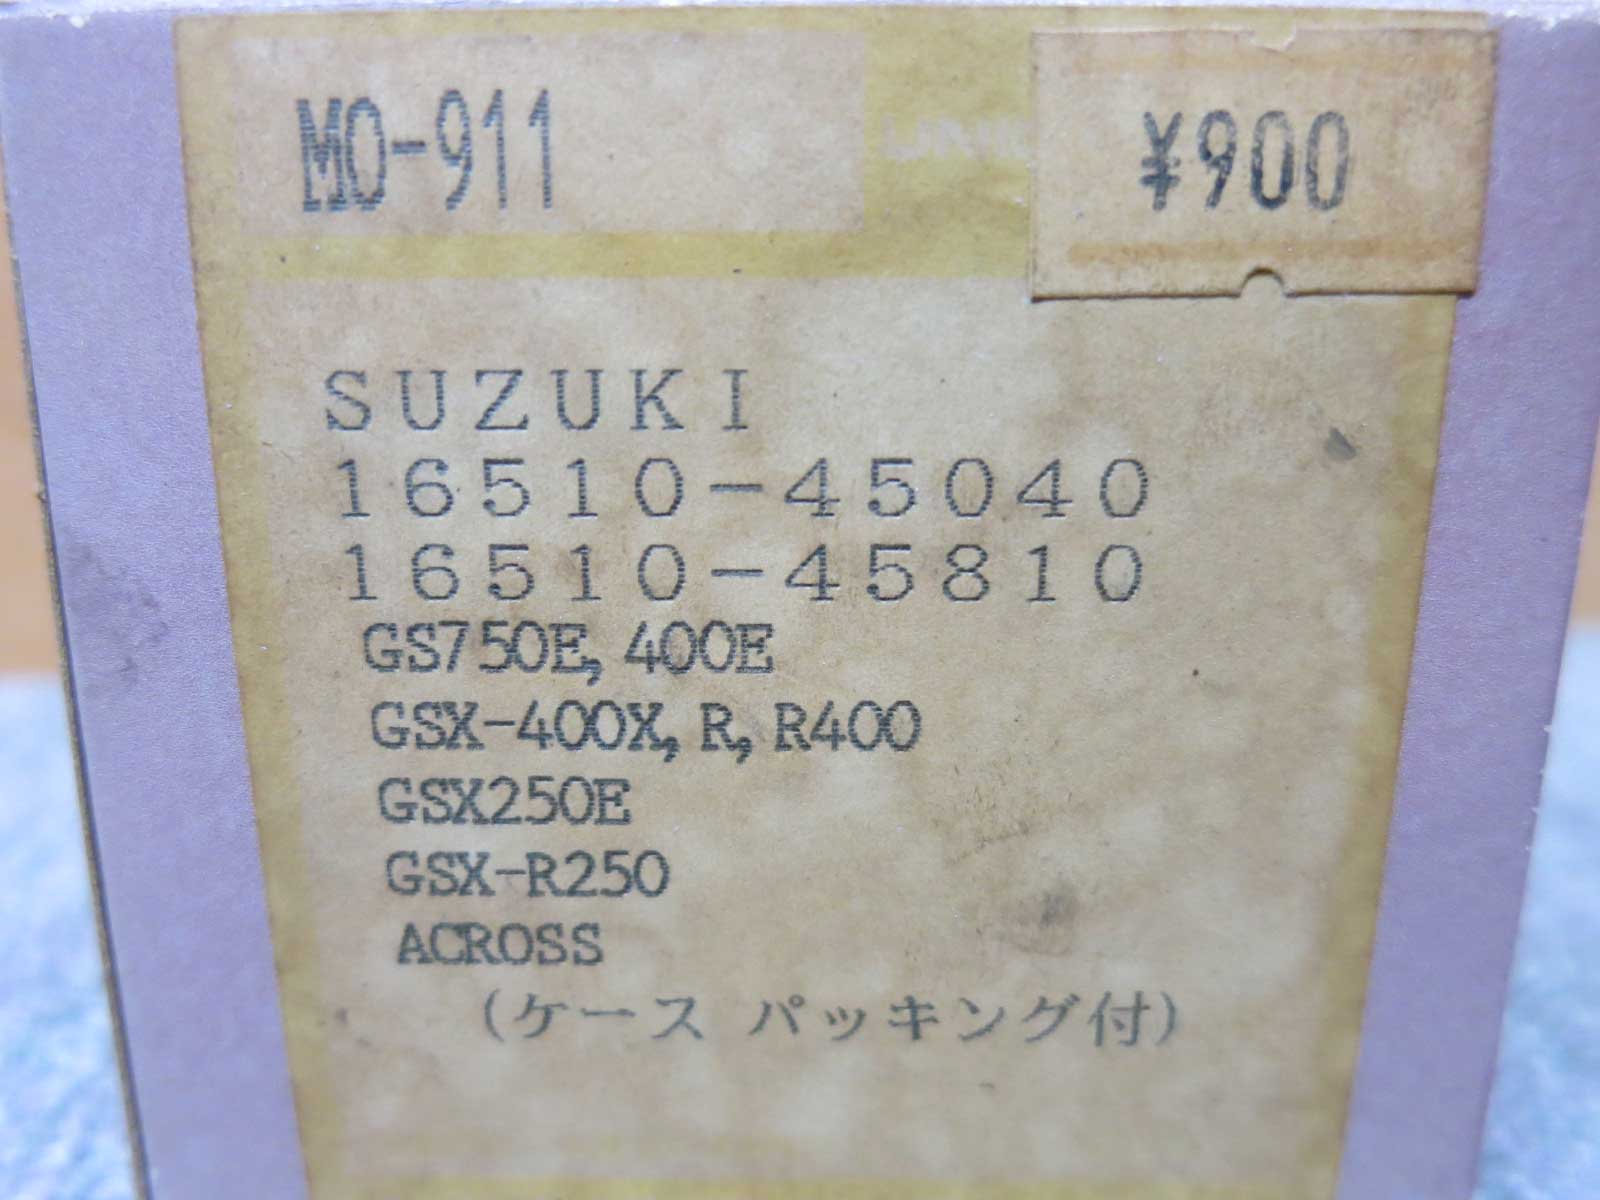 MO-911
¥900
SUZUKI
16510-45040
16510-45810
GS750E, 400E
GSX-400X, R, R400
GSX250E
GSX-R250
ACROSS
(ケース パッキング付)